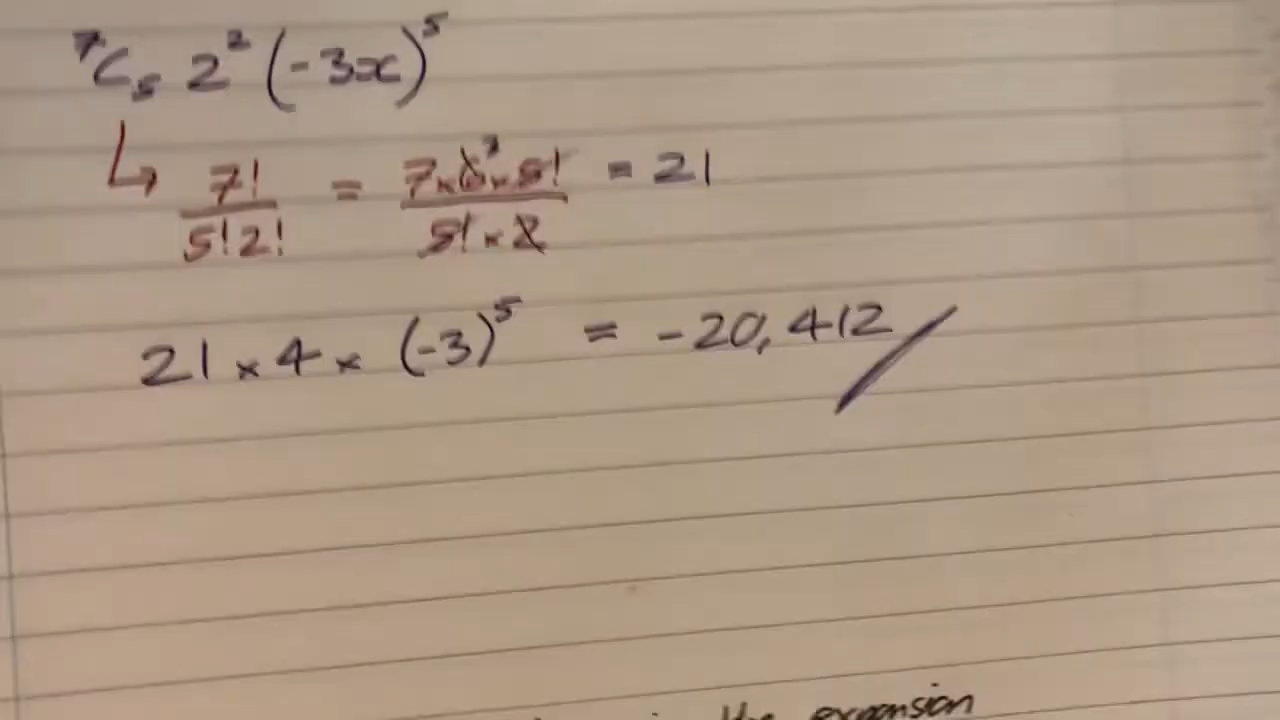 ⁷C₅ 2² (-3x)⁵
↳ 7!/5!2! = 7×6³×5!/5!×2 = 21
21 × 4 × (-3)⁵ = -20,412
the expansion